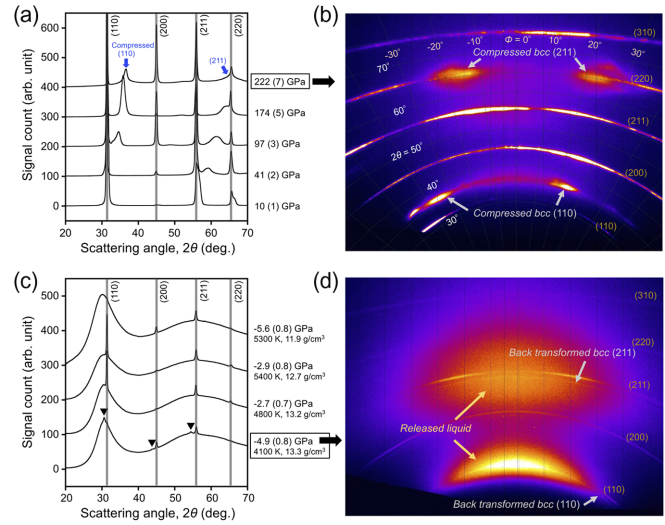 (a)
(110)
(200)
(211)
(220)
500
400
300
200
100
0
Signal count (arb. unit)
Compressed
(110)
(211)
222 (7) GPa
174 (5) GPa
97 (3) GPa
41 (2) GPa
10 (1) GPa
20 30 40 50 60 70
Scattering angle, 2θ (deg.)
(b)
Φ = 0°
-10° 10°
-20° 20°
-30° 30°
Compressed bcc (211)
(310)
70°
(220)
60°
(211)
2θ = 50°
(200)
40°
Compressed bcc (110)
30°
(110)
(c)
(110)
(200)
(211)
(220)
500
400
300
200
100
0
Signal count (arb. unit)
-5.6 (0.8) GPa
5300 K, 11.9 g/cm³
-2.9 (0.8) GPa
5400 K, 12.7 g/cm³
-2.7 (0.7) GPa
4800 K, 13.2 g/cm³
-4.9 (0.8) GPa
4100 K, 13.3 g/cm³
20 30 40 50 60 70
Scattering angle, 2θ (deg.)
(d)
(310)
(220)
Back transformed bcc (211)
(211)
Released liquid
(200)
(110)
Back transformed bcc (110)